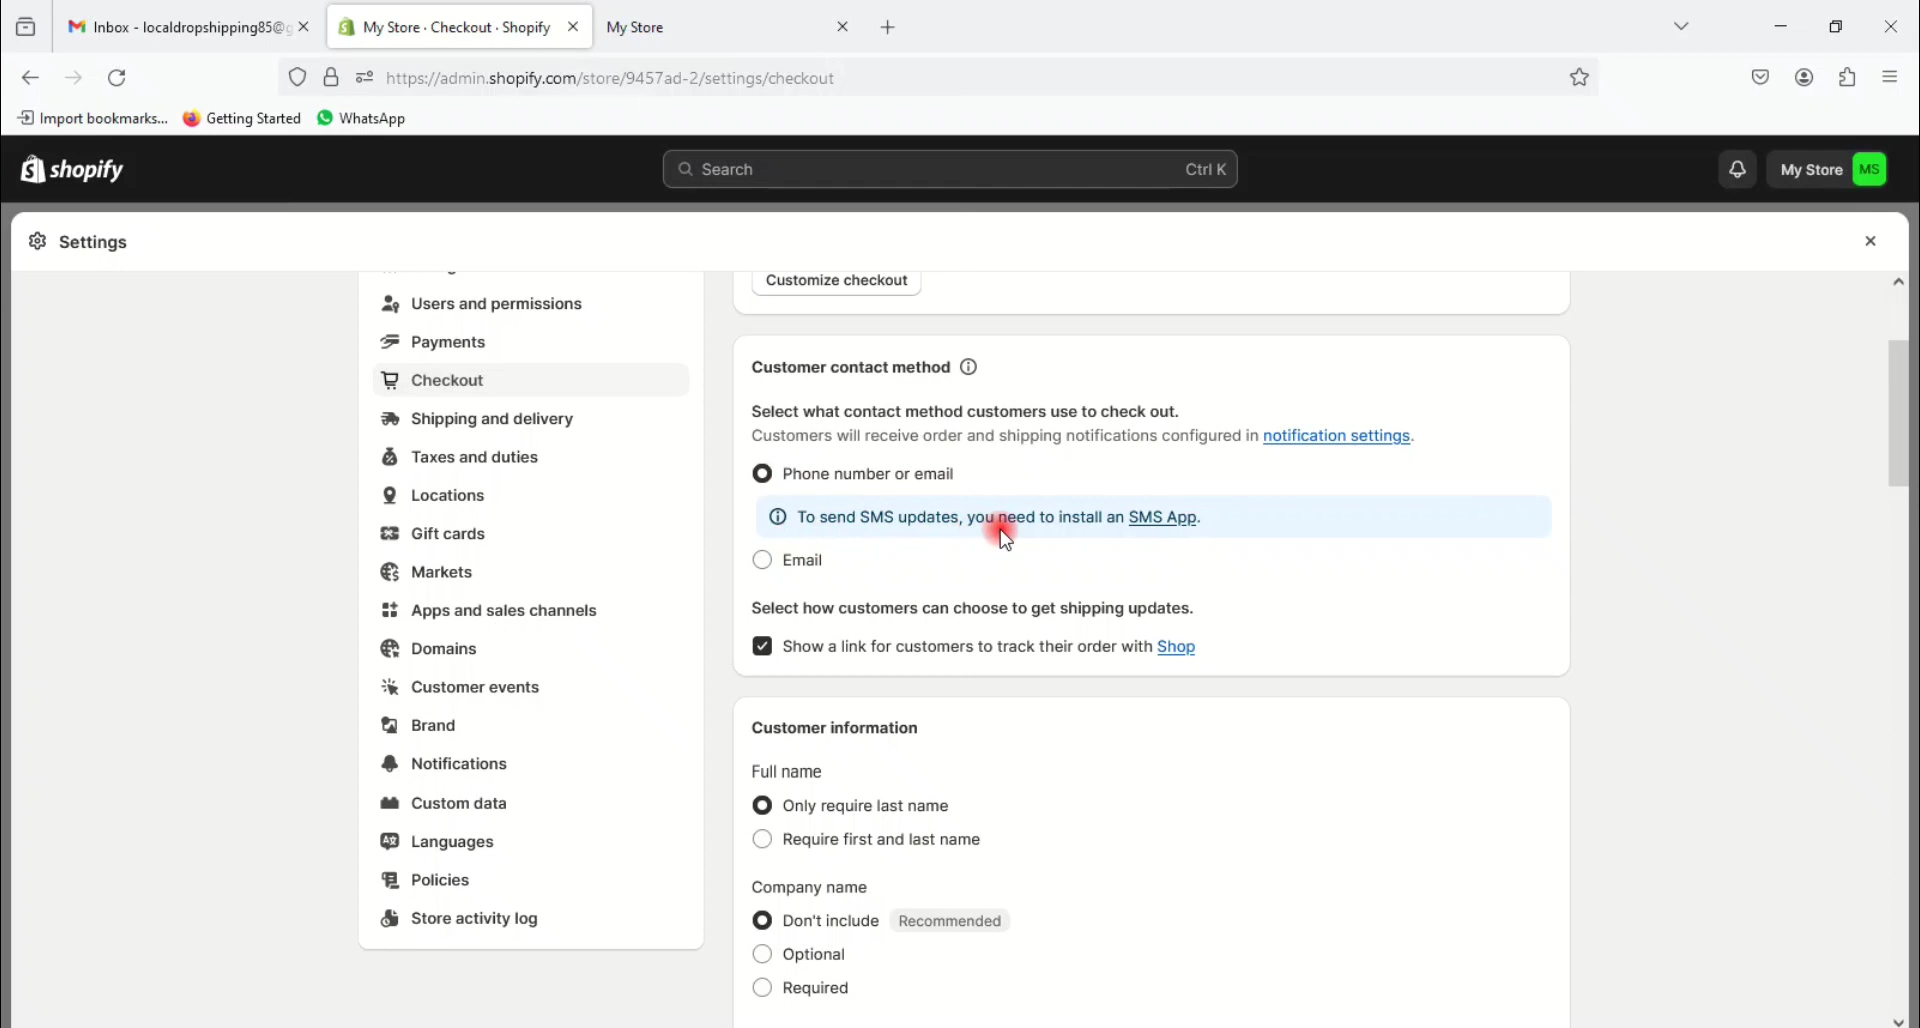 Inbox - localdropshipping85@g
My Store · Checkout · Shopify
My Store
https://admin.shopify.com/store/9457ad-2/settings/checkout
Import bookmarks...
Getting Started
WhatsApp
shopify
Search
Ctrl K
My Store
MS
Settings
Users and permissions
Payments
Checkout
Shipping and delivery
Taxes and duties
Locations
Gift cards
Markets
Apps and sales channels
Domains
Customer events
Brand
Notifications
Custom data
Languages
Policies
Store activity log
Customize checkout
Customer contact method
Select what contact method customers use to check out.
Customers will receive order and shipping notifications configured in notification settings.
Phone number or email
To send SMS updates, you need to install an SMS App.
Email
Select how customers can choose to get shipping updates.
Show a link for customers to track their order with Shop
Customer information
Full name
Only require last name
Require first and last name
Company name
Don't include Recommended
Optional
Required